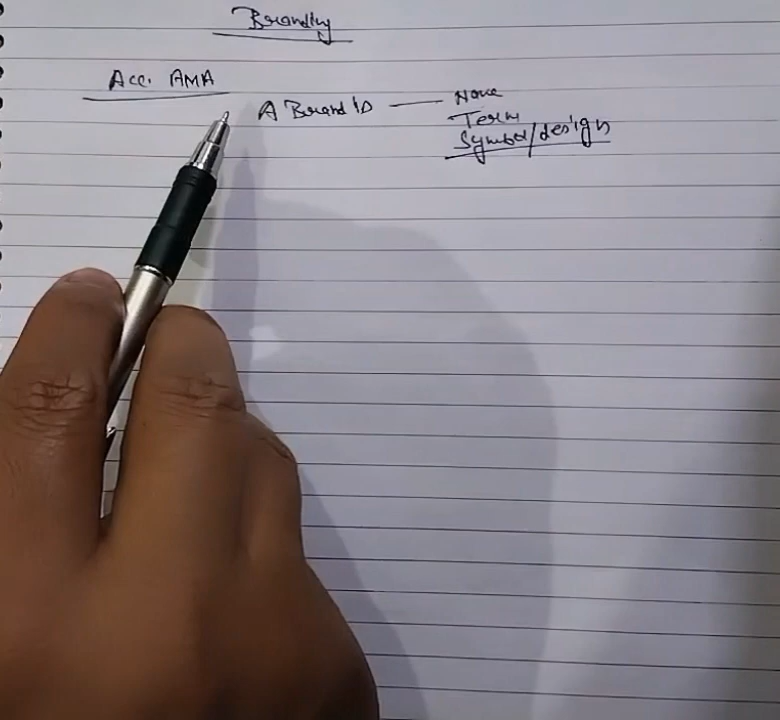 Branding
Acc. AMA
A Brand is — Name
Term
Symbol/design